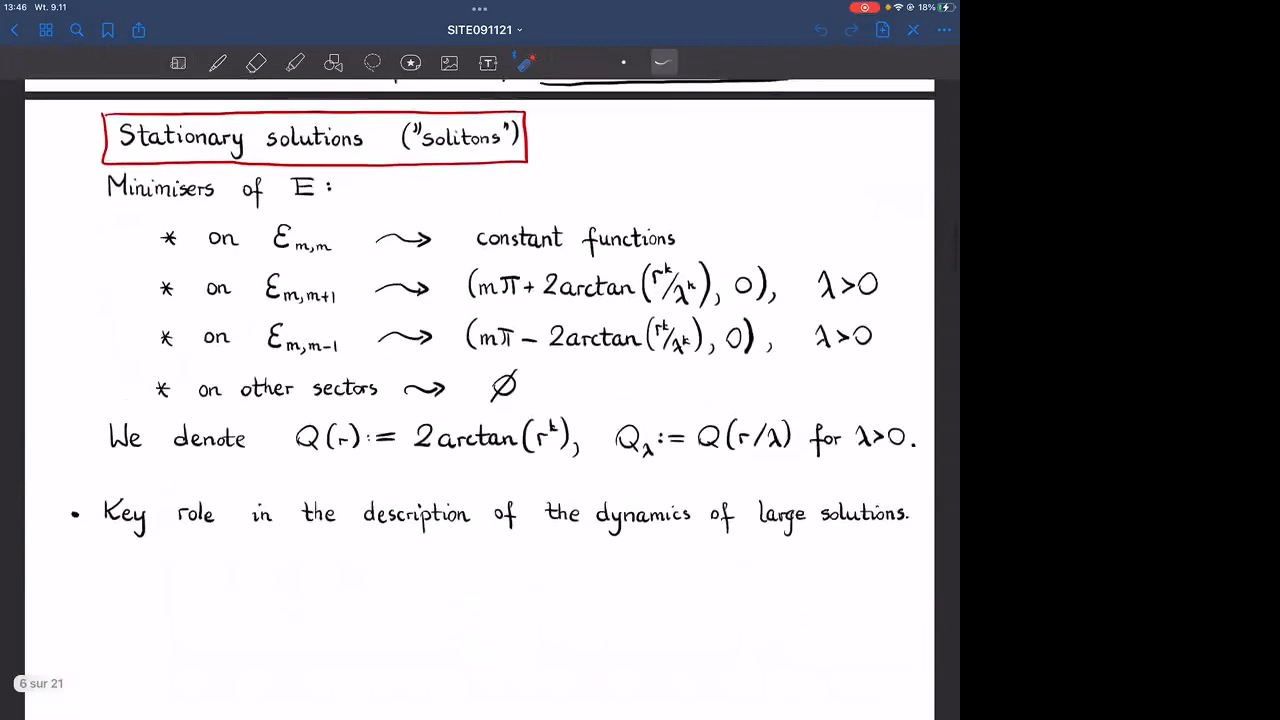 13:46 Wt. 9.11
18%
SITE091121
Stationary solutions ("solitons")
Minimisers of E:
* on ℰm,m ⇝ constant functions
* on ℰm,m+1 ⇝ (mπ + 2arctan(r^k/λ^k), 0), λ>0
* on ℰm,m-1 ⇝ (mπ − 2arctan(r^k/λ^k), 0), λ>0
* on other sectors ⇝ ∅
We denote Q(r) := 2arctan(r^k), Qλ := Q(r/λ) for λ>0.
• Key role in the description of the dynamics of large solutions.
6 sur 21